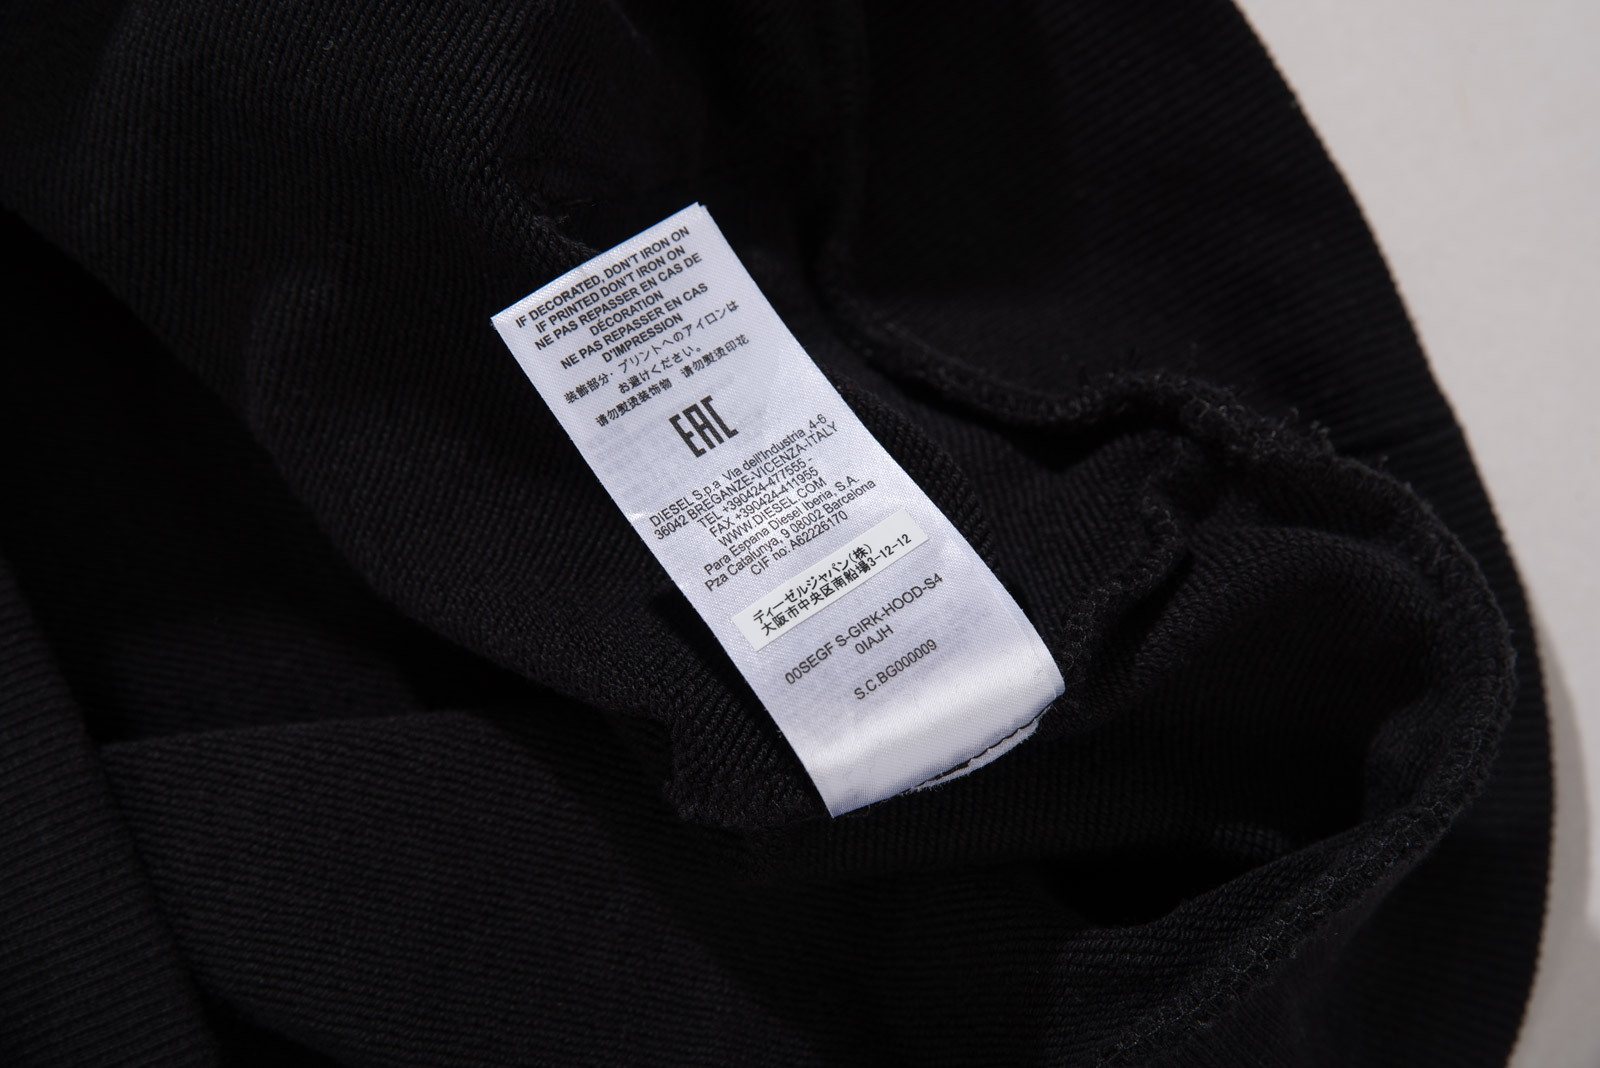 IF DECORATED, DON'T IRON ON
IF PRINTED DON'T IRON ON
NE PAS REPASSER EN CAS DE
DÉCORATION
NE PAS REPASSER EN CAS
D'IMPRESSION
装飾部分・プリントへのアイロンは
お避けください。
请勿熨烫装饰物 请勿熨烫印花
EAC
DIESEL S.p.a. Via dell'Industria ,4-6
36042 BREGANZE-VICENZA-ITALY
TEL +390424-477555 -
FAX +390424-411955
WWW.DIESEL.COM
Para Espana Diesel Iberia, S.A.
Pza Catalunya, 9 08002 Barcelona
CIF no: A62226170
ディーゼルジャパン(株)
大阪市中央区南船場3-12-12
00SEGF S-GIRK-HOOD-S4
0IAJH
S.C.BG000009